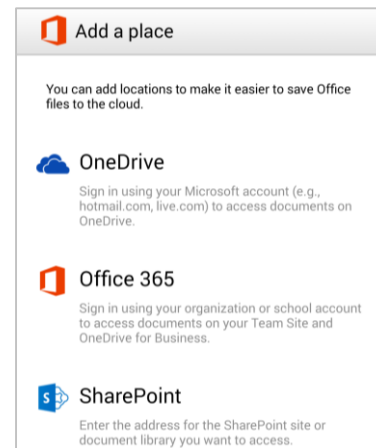 Add a place
You can add locations to make it easier to save Office
files to the cloud.
OneDrive
Sign in using your Microsoft account (e.g.,
hotmail.com, live.com) to access documents on
OneDrive.
Office 365
Sign in using your organization or school account
to access documents on your Team Site and
OneDrive for Business.
S
SharePoint
Enter the address for the SharePoint site or
document library you want to access.